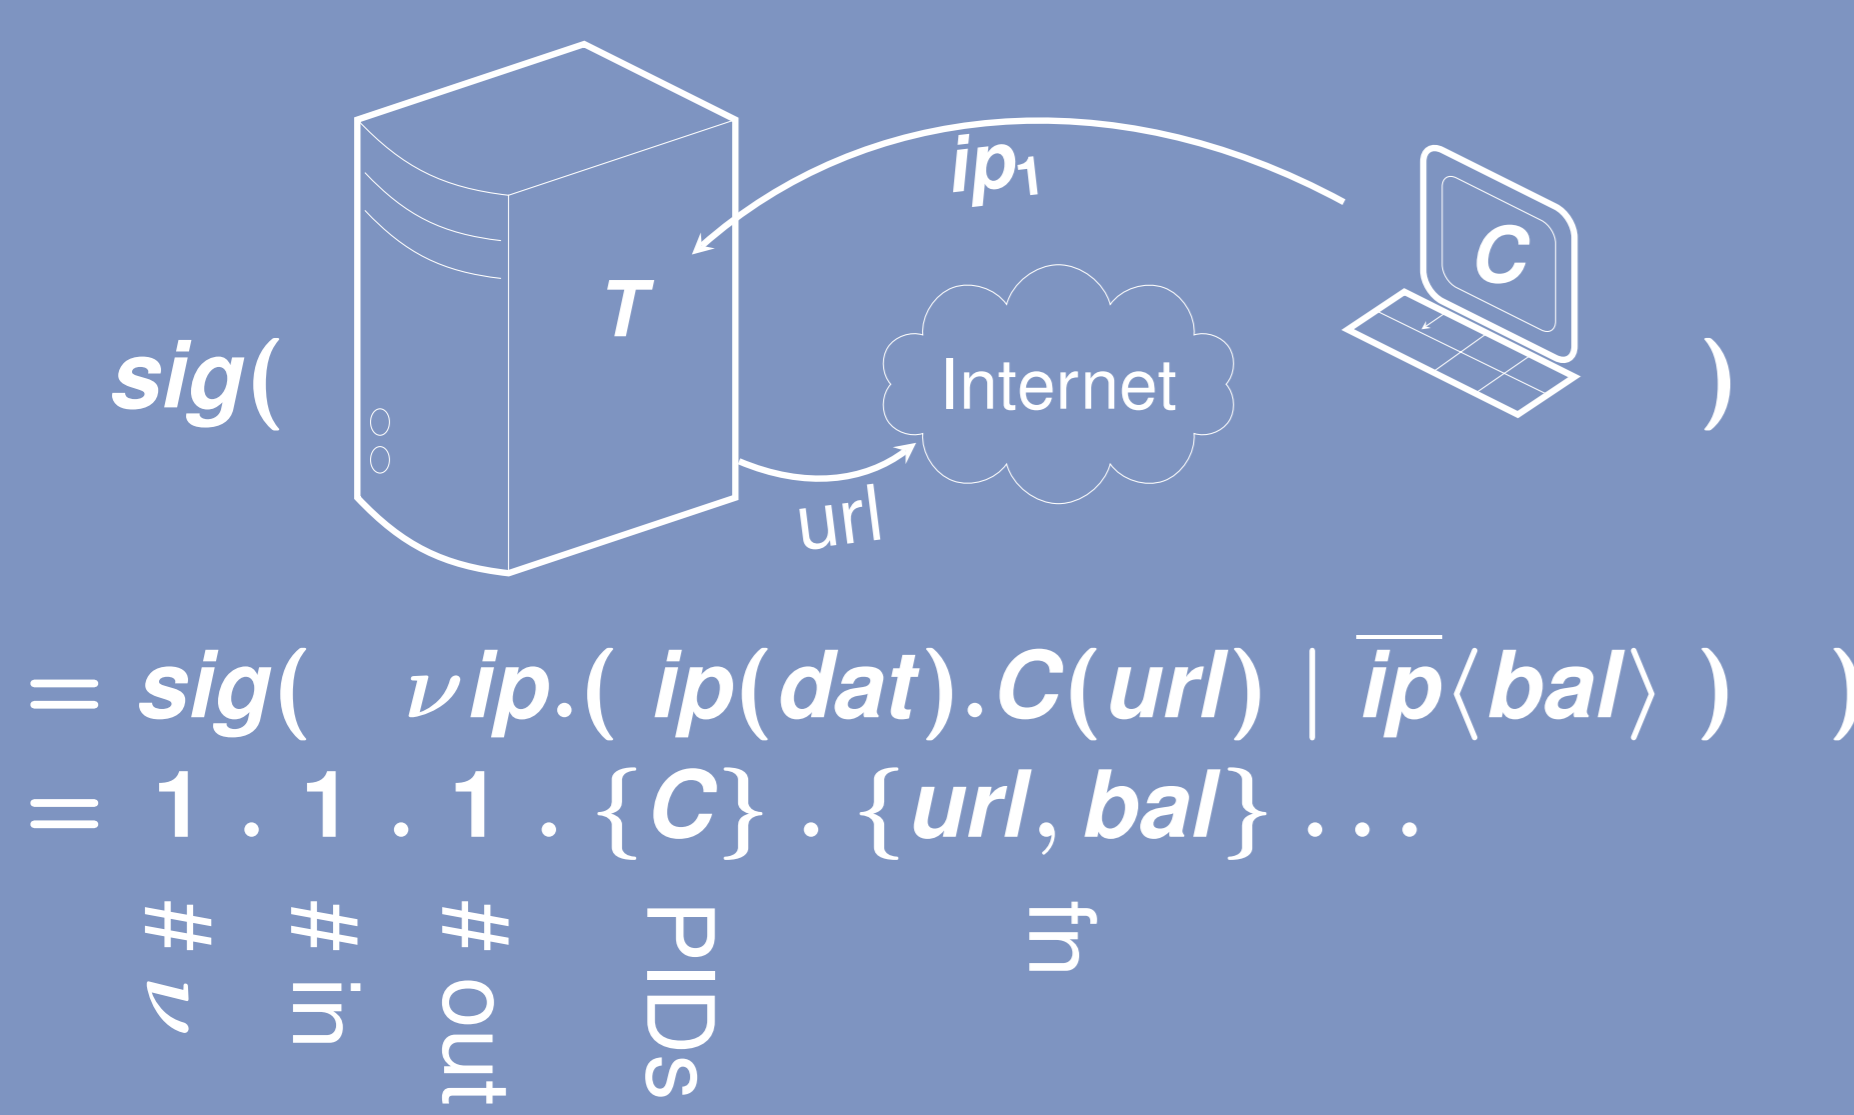 ip₁
C
T
sig( Internet )
url
= sig( νip.( ip(dat).C(url) | \overline{ip}⟨bal⟩ ) )
= 1 . 1 . 1 . {C} . {url, bal} ...
# ν
# in
# out
PIDs
fn